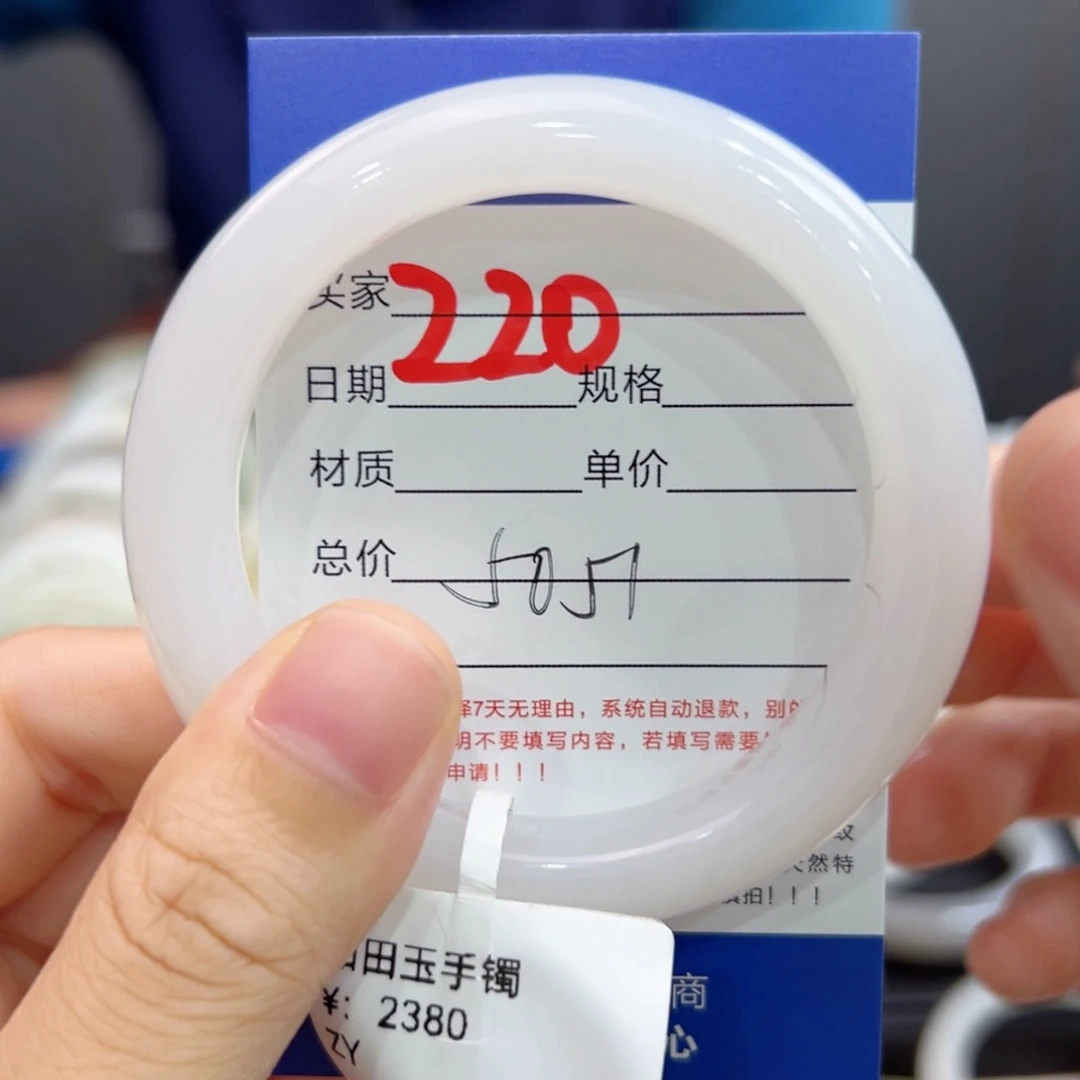 买家 220
日期 规格
材质 单价
总价
择7天无理由，系统自动退款，别
明不要填写内容，若填写需要
申请！！！
然特
慎拍！！！
田玉手镯
¥: 2380
ZY
商
心